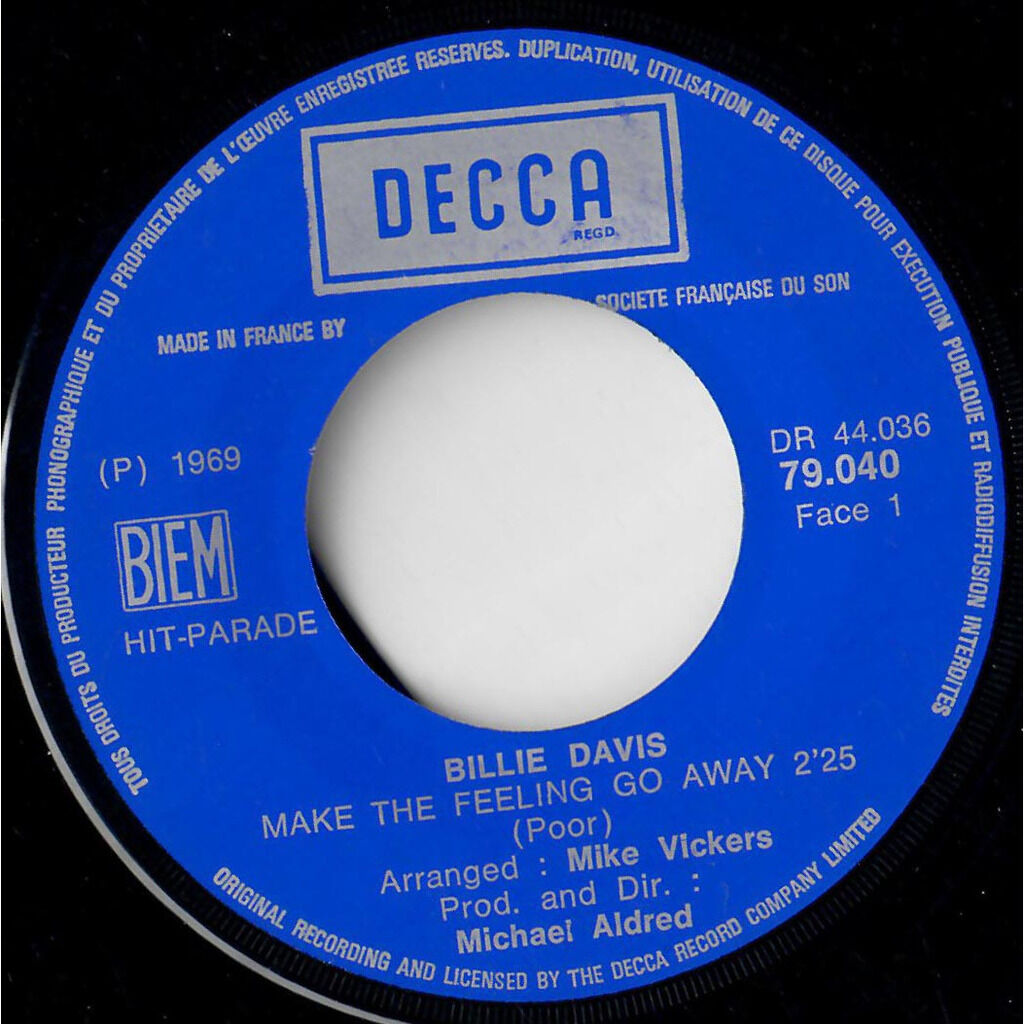 TOUS DROITS DU PRODUCTEUR PHONOGRAPHIQUE ET DU PROPRIETAIRE DE L'ŒUVRE ENREGISTREE RESERVES. DUPLICATION, UTILISATION DE CE DISQUE POUR EXECUTION PUBLIQUE ET RADIODIFFUSION INTERDITES
DECCA
REGD
MADE IN FRANCE BY SOCIETE FRANÇAISE DU SON
(P) 1969
BIEM
HIT-PARADE
DR 44.036
79.040
Face 1
BILLIE DAVIS
MAKE THE FEELING GO AWAY 2'25
(Poor)
Arranged : Mike Vickers
Prod. and Dir. :
Michael Aldred
ORIGINAL RECORDING AND LICENSED BY THE DECCA RECORD COMPANY LIMITED